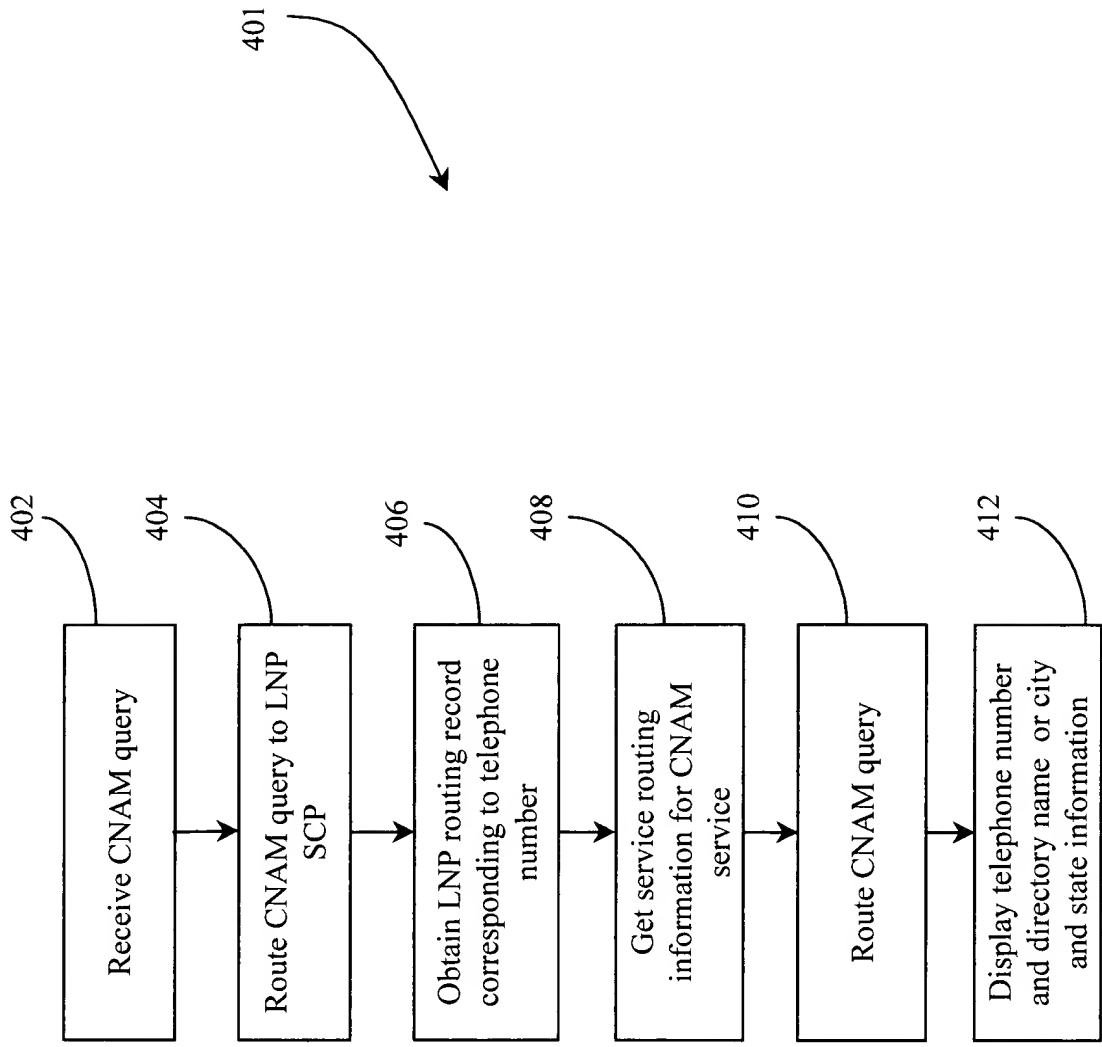 401
402
Receive CNAM query
404
Route CNAM query to LNP
SCP
406
Obtain LNP routing record
corresponding to telephone
number
408
Get service routing
information for CNAM
service
410
Route CNAM query
412
Display telephone number
and directory name or city
and state information